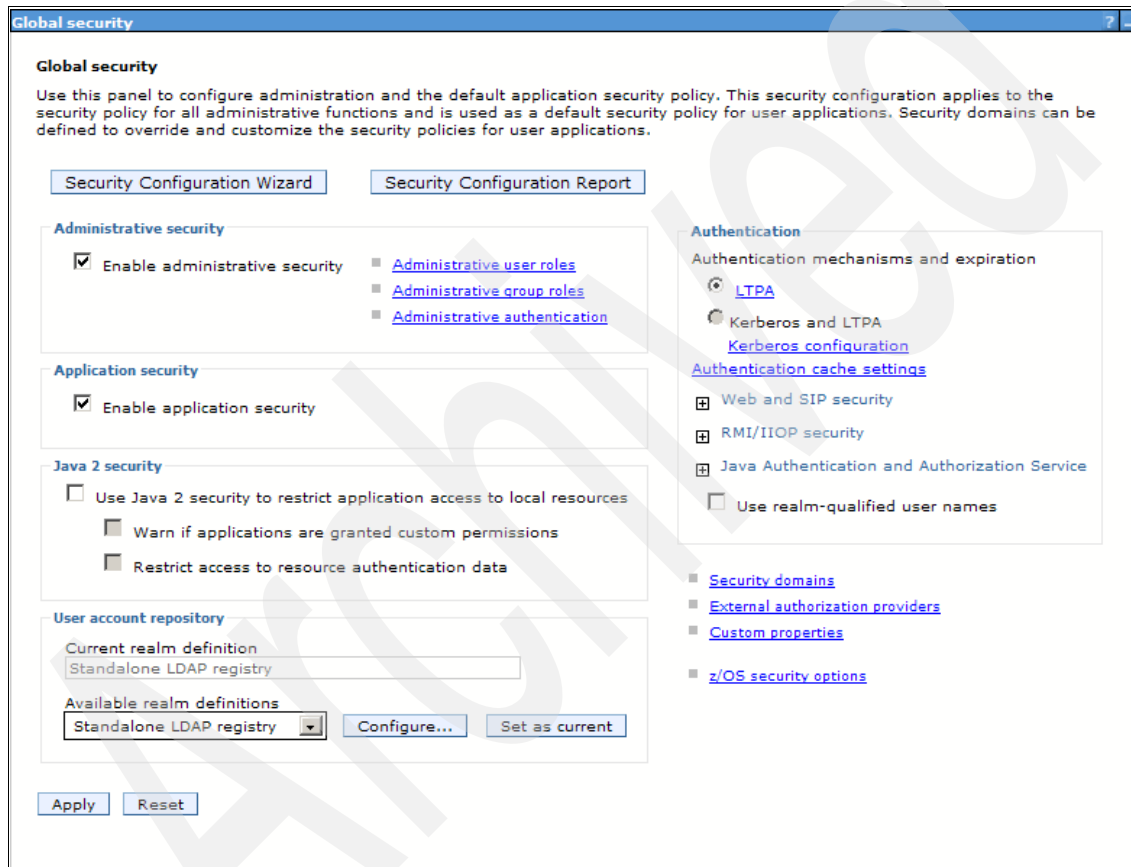 Global security ? -
Global security
Use this panel to configure administration and the default application security policy. This security configuration applies to the
security policy for all administrative functions and is used as a default security policy for user applications. Security domains can be
defined to override and customize the security policies for user applications.
Security Configuration Wizard Security Configuration Report
Administrative security
Enable administrative security
Administrative user roles
Administrative group roles
Administrative authentication
Application security
Enable application security
Java 2 security
Use Java 2 security to restrict application access to local resources
Warn if applications are granted custom permissions
Restrict access to resource authentication data
User account repository
Current realm definition
Standalone LDAP registry
Available realm definitions
Standalone LDAP registry Configure... Set as current
Apply Reset
Authentication
Authentication mechanisms and expiration
LTPA
Kerberos and LTPA
Kerberos configuration
Authentication cache settings
Web and SIP security
RMI/IIOP security
Java Authentication and Authorization Service
Use realm-qualified user names
Security domains
External authorization providers
Custom properties
z/OS security options
Archived